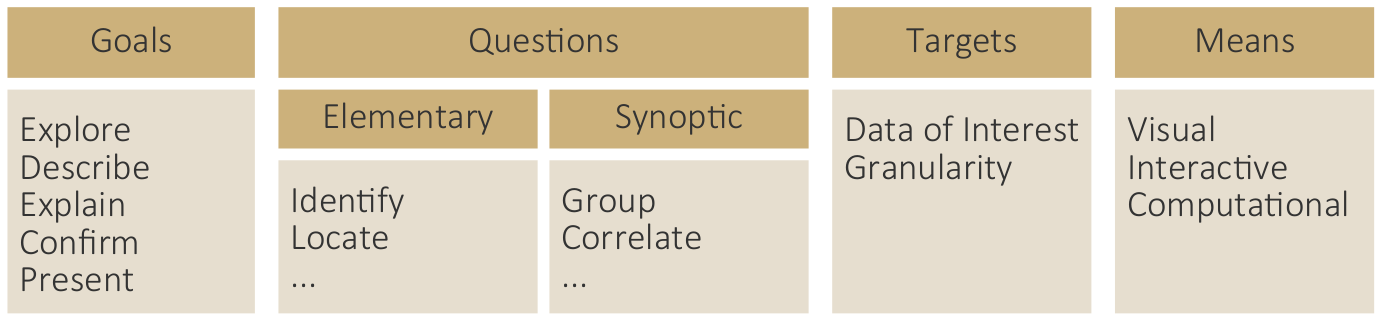 Goals
Explore
Describe
Explain
Confirm
Present
Questions
Elementary
Identify
Locate
...
Synoptic
Group
Correlate
...
Targets
Data of Interest
Granularity
Means
Visual
Interactive
Computational